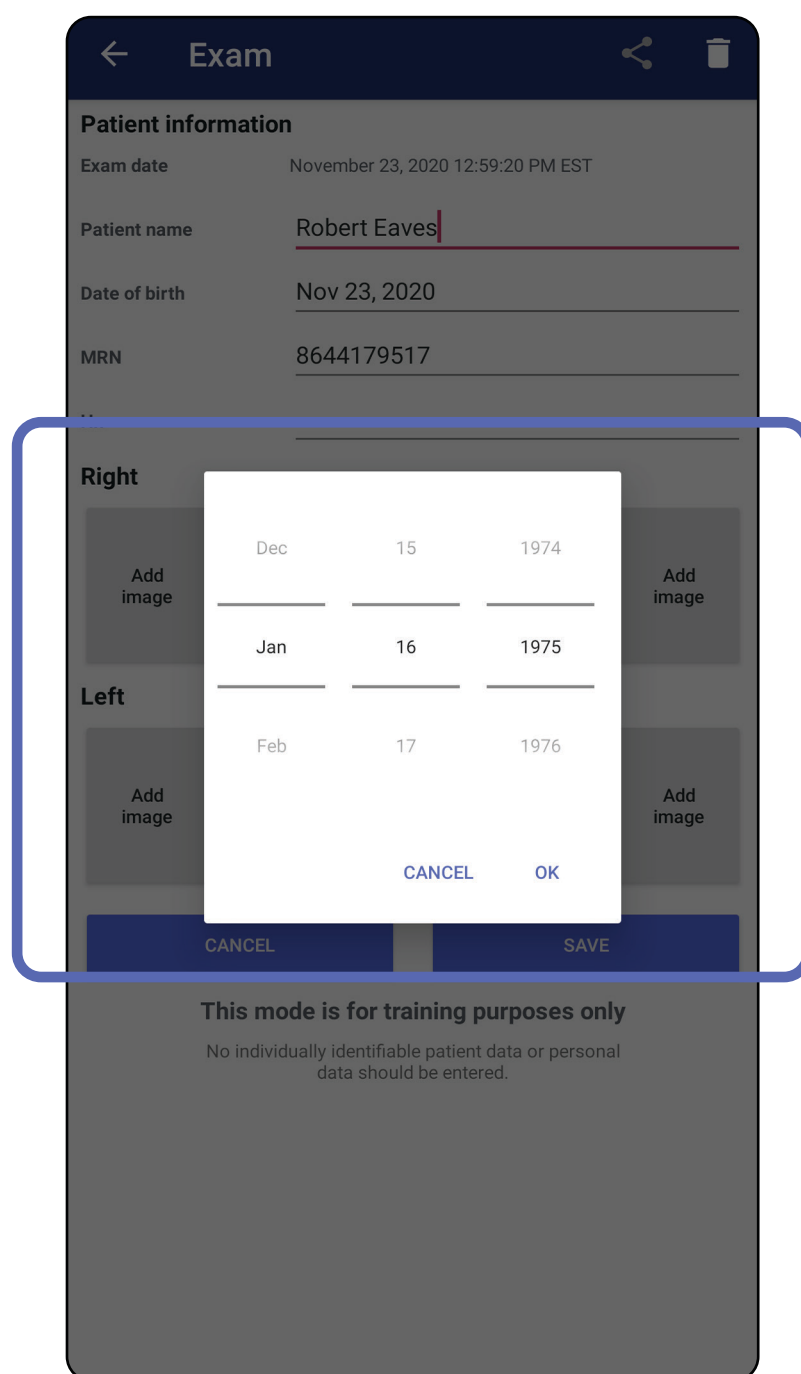 Exam
Patient information
Exam date November 23, 2020 12:59:20 PM EST
Patient name Robert Eaves
Date of birth Nov 23, 2020
MRN 8644179517
Right
Dec 15 1974
Add image Add image
Jan 16 1975
Left
Feb 17 1976
Add image Add image
CANCEL OK
CANCEL SAVE
This mode is for training purposes only
No individually identifiable patient data or personal
data should be entered.